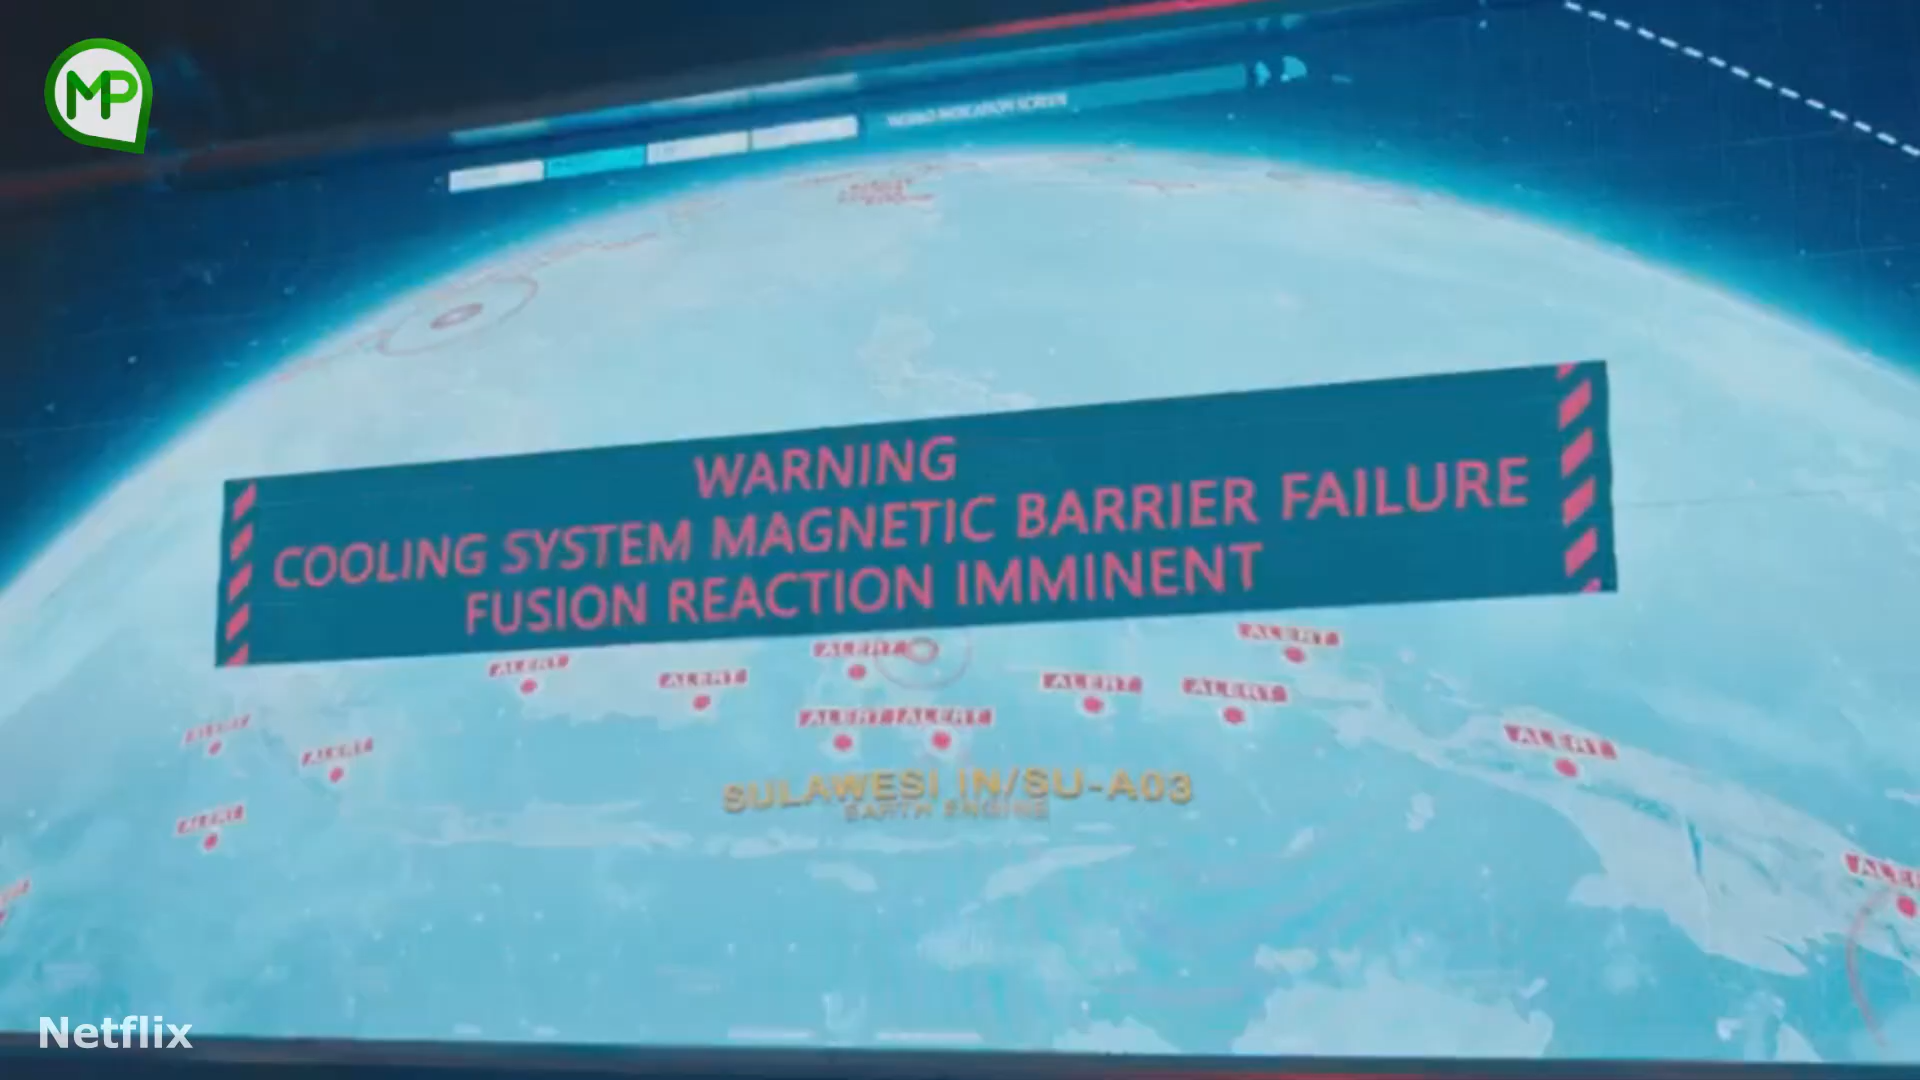 MP
WARNING
COOLING SYSTEM MAGNETIC BARRIER FAILURE
FUSION REACTION IMMINENT
ALERT
ALERT
ALERT
ALERT
ALERT
ALERT
ALERT
ALERT
ALERT
ALERT
ALERT
ALERT
SULAWESI IN/SU-A03
EARTH ENGINE
Netflix